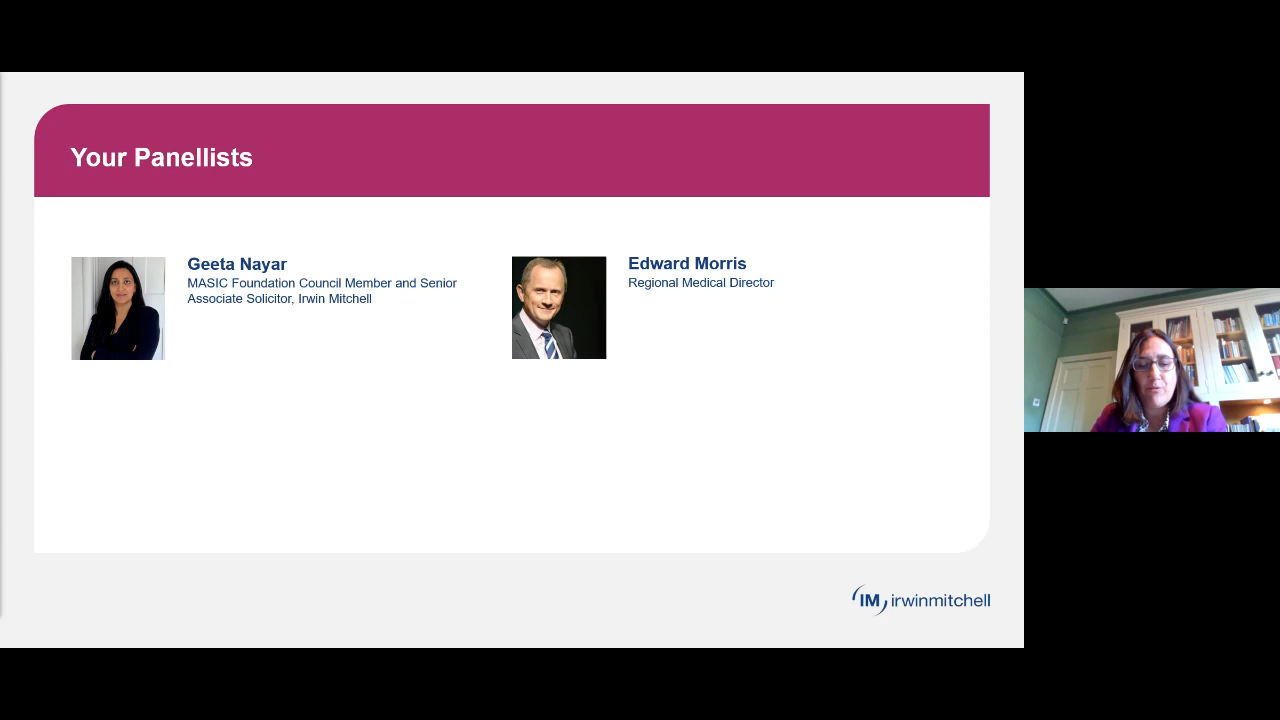 Your Panellists
Geeta Nayar
MASIC Foundation Council Member and Senior
Associate Solicitor, Irwin Mitchell
Edward Morris
Regional Medical Director
IM irwinmitchell